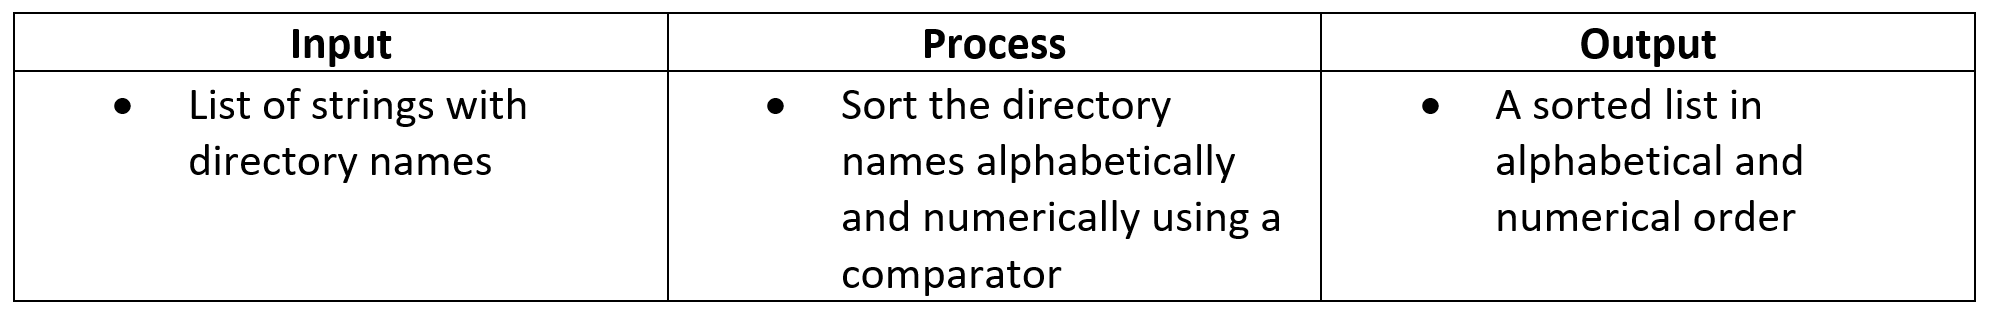 Input
Process
Output
• List of strings with
directory names
• Sort the directory
names alphabetically
and numerically using a
comparator
• A sorted list in
alphabetical and
numerical order